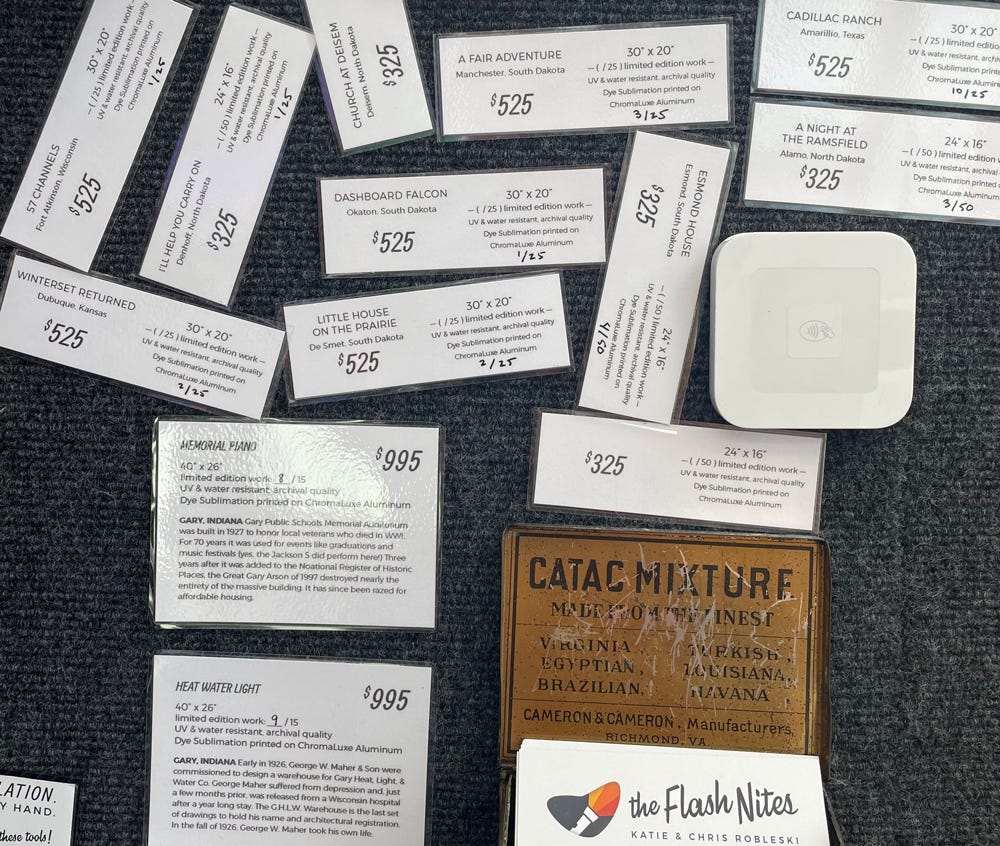 57 CHANNELS
Fort Atkinson, Wisconsin
$525
30" x 20"
— ( / 25 ) limited edition work —
UV & water resistant, archival quality
Dye Sublimation printed on
ChromaLuxe Aluminum
1/25
I'LL HELP YOU CARRY ON
Denhoff, North Dakota
$325
24" x 16"
— ( / 50 ) limited edition work —
UV & water resistant, archival quality
Dye Sublimation printed on
ChromaLuxe Aluminum
1/25
CHURCH AT DEISEM
Deisem, North Dakota
$325
A FAIR ADVENTURE
Manchester, South Dakota
$525
30" x 20"
— ( / 25 ) limited edition work —
UV & water resistant, archival quality
Dye Sublimation printed on
ChromaLuxe Aluminum
3/25
CADILLAC RANCH
Amarillo, Texas
$525
30" x 20"
— ( / 25 ) limited editio
UV & water resistant, archival
Dye Sublimation printed
ChromaLuxe Aluminu
10/25
A NIGHT AT
THE RAMSFIELD
Alamo, North Dakota
$325
24" x 16"
— ( / 50 ) limited edition
UV & water resistant, archival
Dye Sublimation printed
ChromaLuxe Aluminum
3/50
DASHBOARD FALCON
Okaton, South Dakota
$525
30" x 20"
— ( / 25 ) limited edition work —
UV & water resistant, archival quality
Dye Sublimation printed on
ChromaLuxe Aluminum
1/25
ESMOND HOUSE
Esmond, South Dakota
$325
24" x 16"
— ( / 50 ) limited edition work —
UV & water resistant, archival quality
Dye Sublimation printed on
ChromaLuxe Aluminum
4/50
WINTERSET RETURNED
Dubuque, Kansas
$525
30" x 20"
— ( / 25 ) limited edition work —
UV & water resistant, archival quality
Dye Sublimation printed on
ChromaLuxe Aluminum
2/25
LITTLE HOUSE
ON THE PRAIRIE
De Smet, South Dakota
$525
30" x 20"
— ( / 25 ) limited edition work —
UV & water resistant, archival quality
Dye Sublimation printed on
ChromaLuxe Aluminum
2/25
$325
24" x 16"
— ( / 50 ) limited edition work —
UV & water resistant, archival quality
Dye Sublimation printed on
ChromaLuxe Aluminum
MEMORIAL PIANO
$995
40" x 26"
limited edition work 8 / 15
UV & water resistant, archival quality
Dye Sublimation printed on ChromaLuxe Aluminum
GARY, INDIANA Gary Public Schools Memorial Auditorium
was built in 1927 to honor local veterans who died in WWI.
For 70 years it was used for events like graduations and
music festivals (yes, the Jackson 5 did perform here!) Three
years after it was added to the Noational Register of Historic
Places, the Great Gary Arson of 1997 destroyed nearly the
entirety of the massive building. It has since been razed for
affordable housing.
HEAT WATER LIGHT
$995
40" x 26"
limited edition work: 9 / 15
UV & water resistant, archival quality
Dye Sublimation printed on ChromaLuxe Aluminum
GARY, INDIANA Early in 1926, George W. Maher & Son were
commissioned to design a warehouse for Gary Heat, Light, &
Water Co. George Maher suffered from depression and, just
a few months prior, was released from a Wisconsin hospital
after a year long stay. The G.H.L.W. Warehouse is the last set
of drawings to hold his name and architectural registration.
In the fall of 1926, George W. Maher took his own life.
CATAC MIXTURE
MADE FROM THE FINEST
VIRGINIA, TURKISH,
EGYPTIAN, LOUISIANA,
BRAZILIAN, HAVANA
CAMERON & CAMERON. Manufacturers,
RICHMOND, VA.
the Flash Nites
KATIE & CHRIS ROBLESKI
LATION.
Y HAND.
these tools!